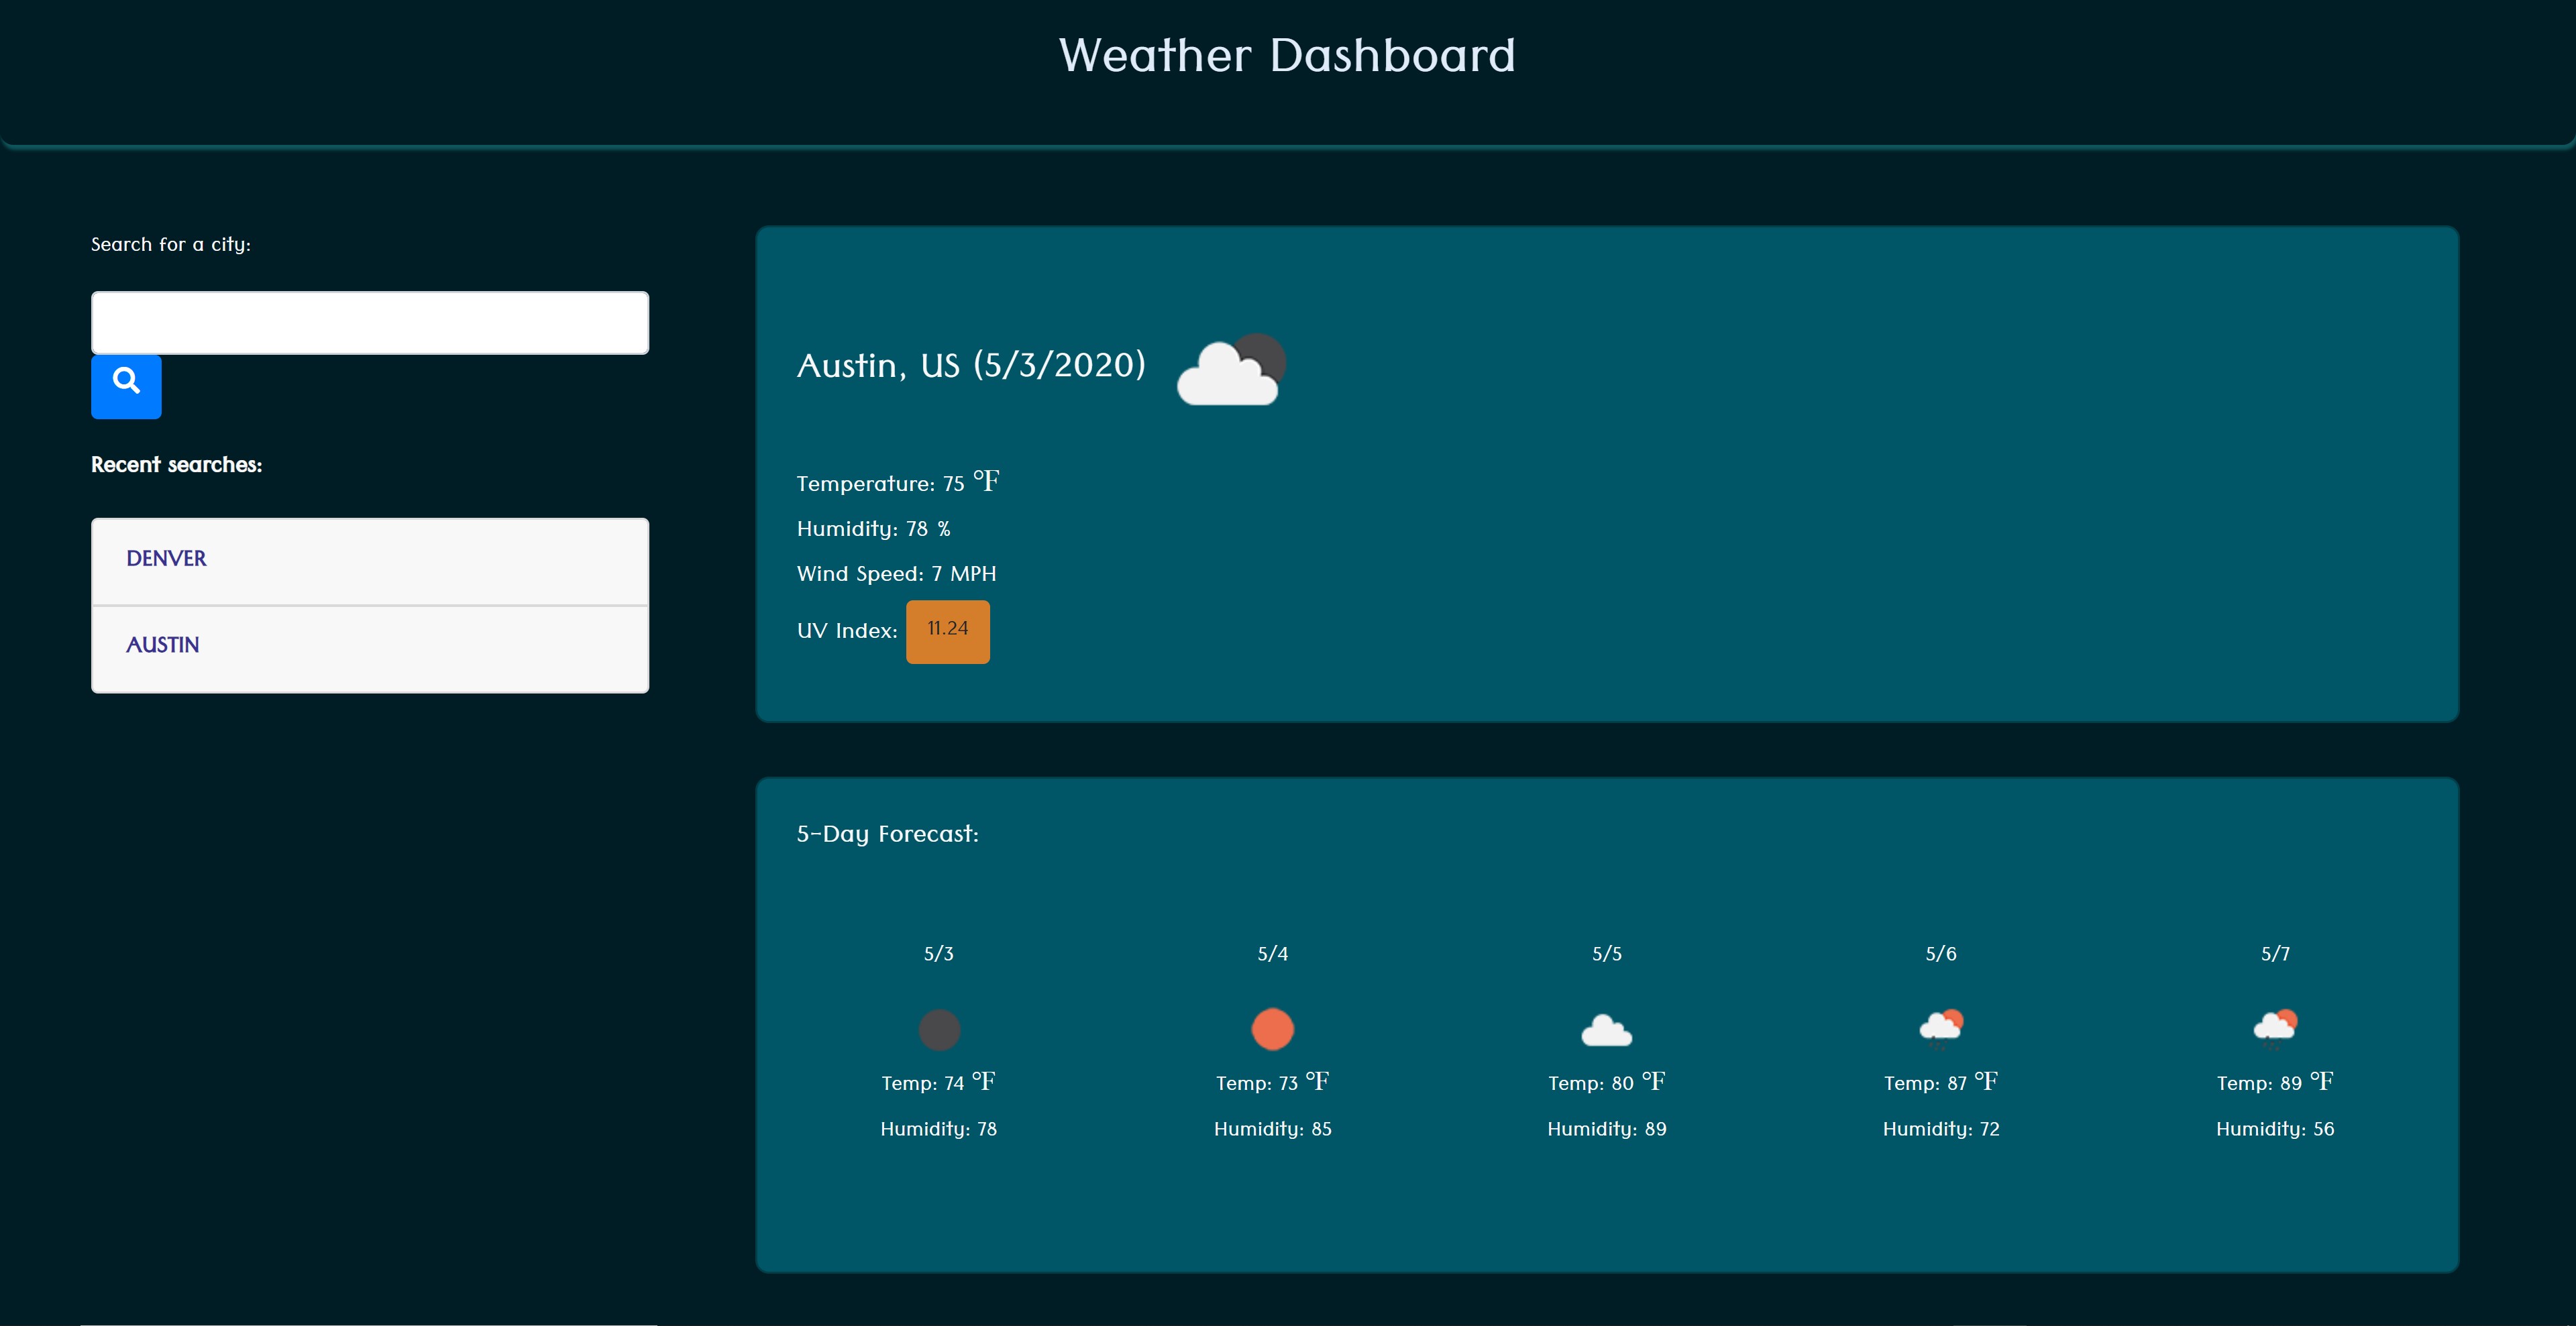 Weather Dashboard
Search for a city:
Recent searches:
DENVER
AUSTIN
Austin, US (5/3/2020)
Temperature: 75 °F
Humidity: 78 %
Wind Speed: 7 MPH
UV Index: 11.24
5-Day Forecast:
5/3 5/4 5/5 5/6 5/7
Temp: 74 °F Temp: 73 °F Temp: 80 °F Temp: 87 °F Temp: 89 °F
Humidity: 78 Humidity: 85 Humidity: 89 Humidity: 72 Humidity: 56